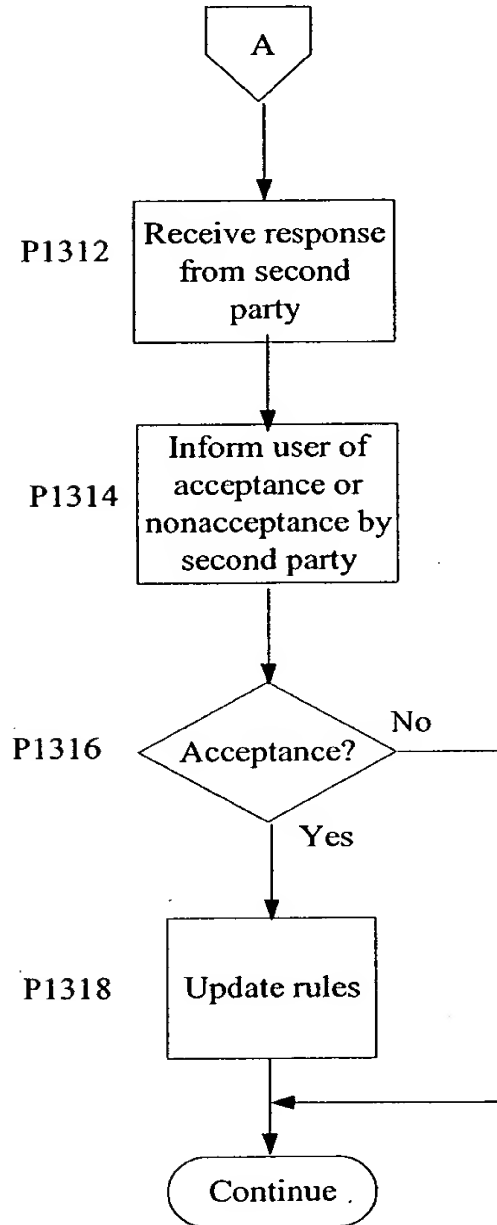 A
P1312
Receive response
from second
party
P1314
Inform user of
acceptance or
nonacceptance by
second party
P1316
Acceptance?
No
Yes
P1318
Update rules
Continue